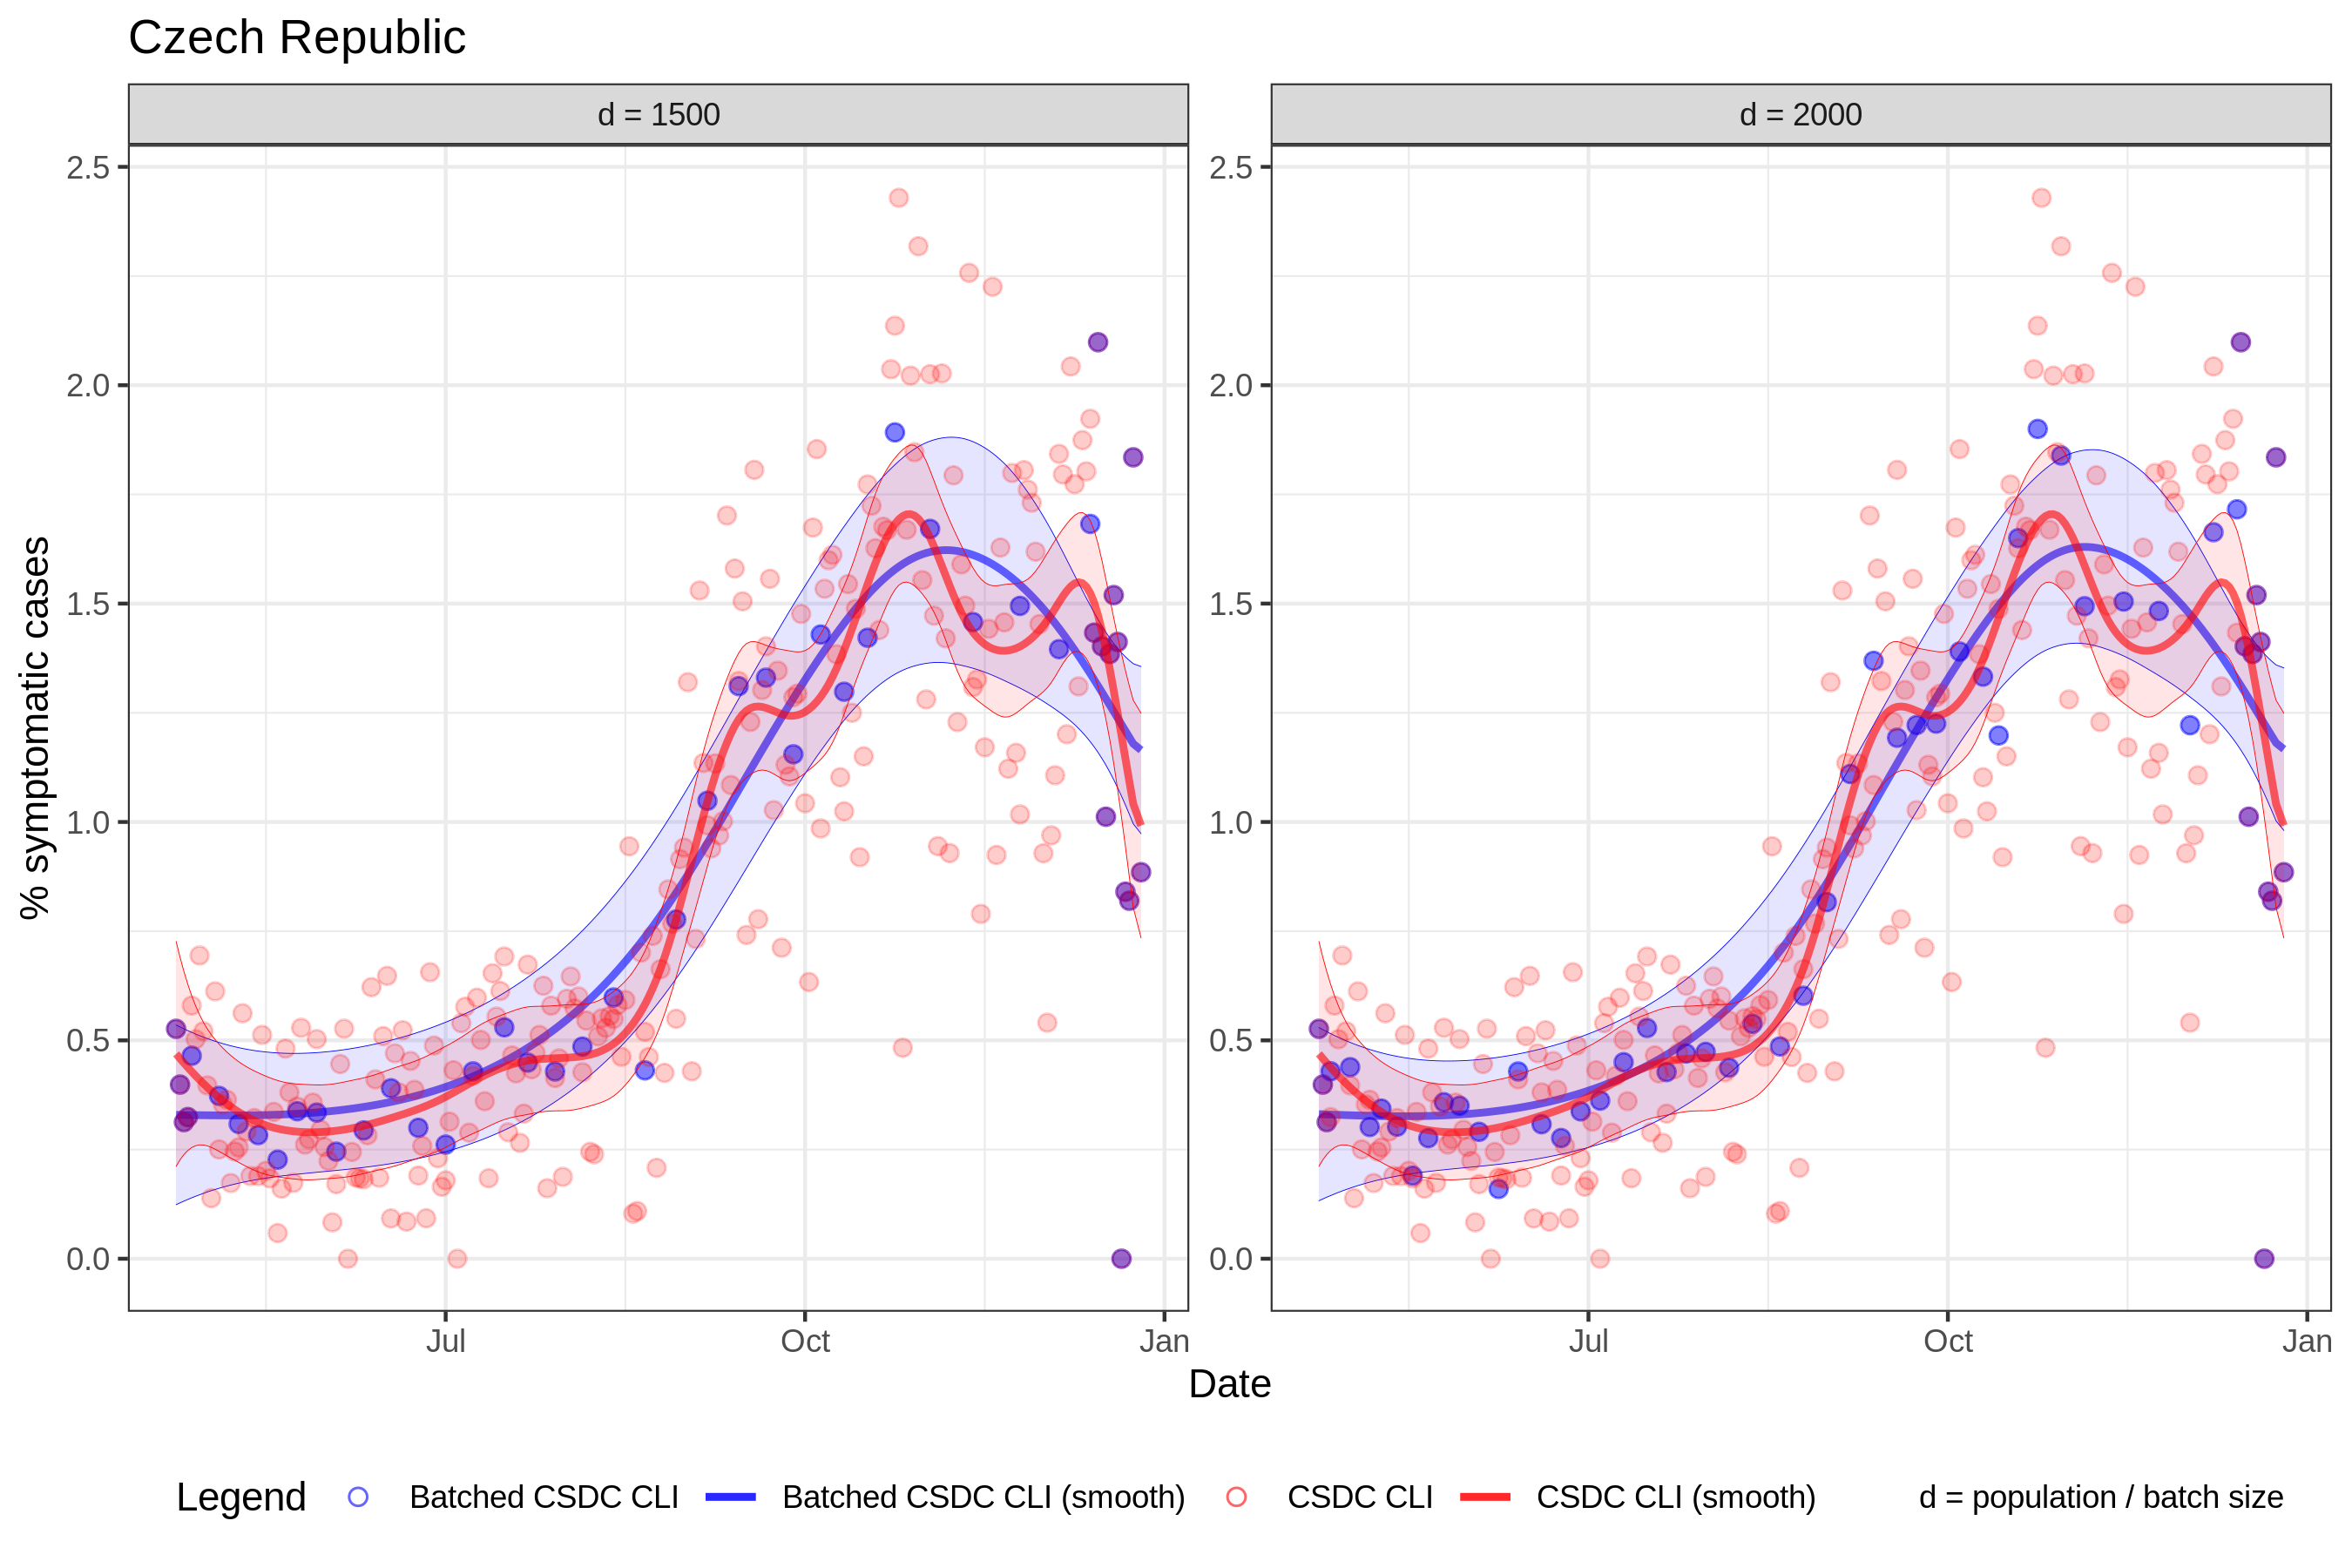 Czech Republic
d = 1500
d = 2000
% symptomatic cases
2.5
2.0
1.5
1.0
0.5
0.0
2.5
2.0
1.5
1.0
0.5
0.0
Jul Oct Jan
Jul Oct Jan
Date
Legend Batched CSDC CLI Batched CSDC CLI (smooth) CSDC CLI CSDC CLI (smooth) d = population / batch size